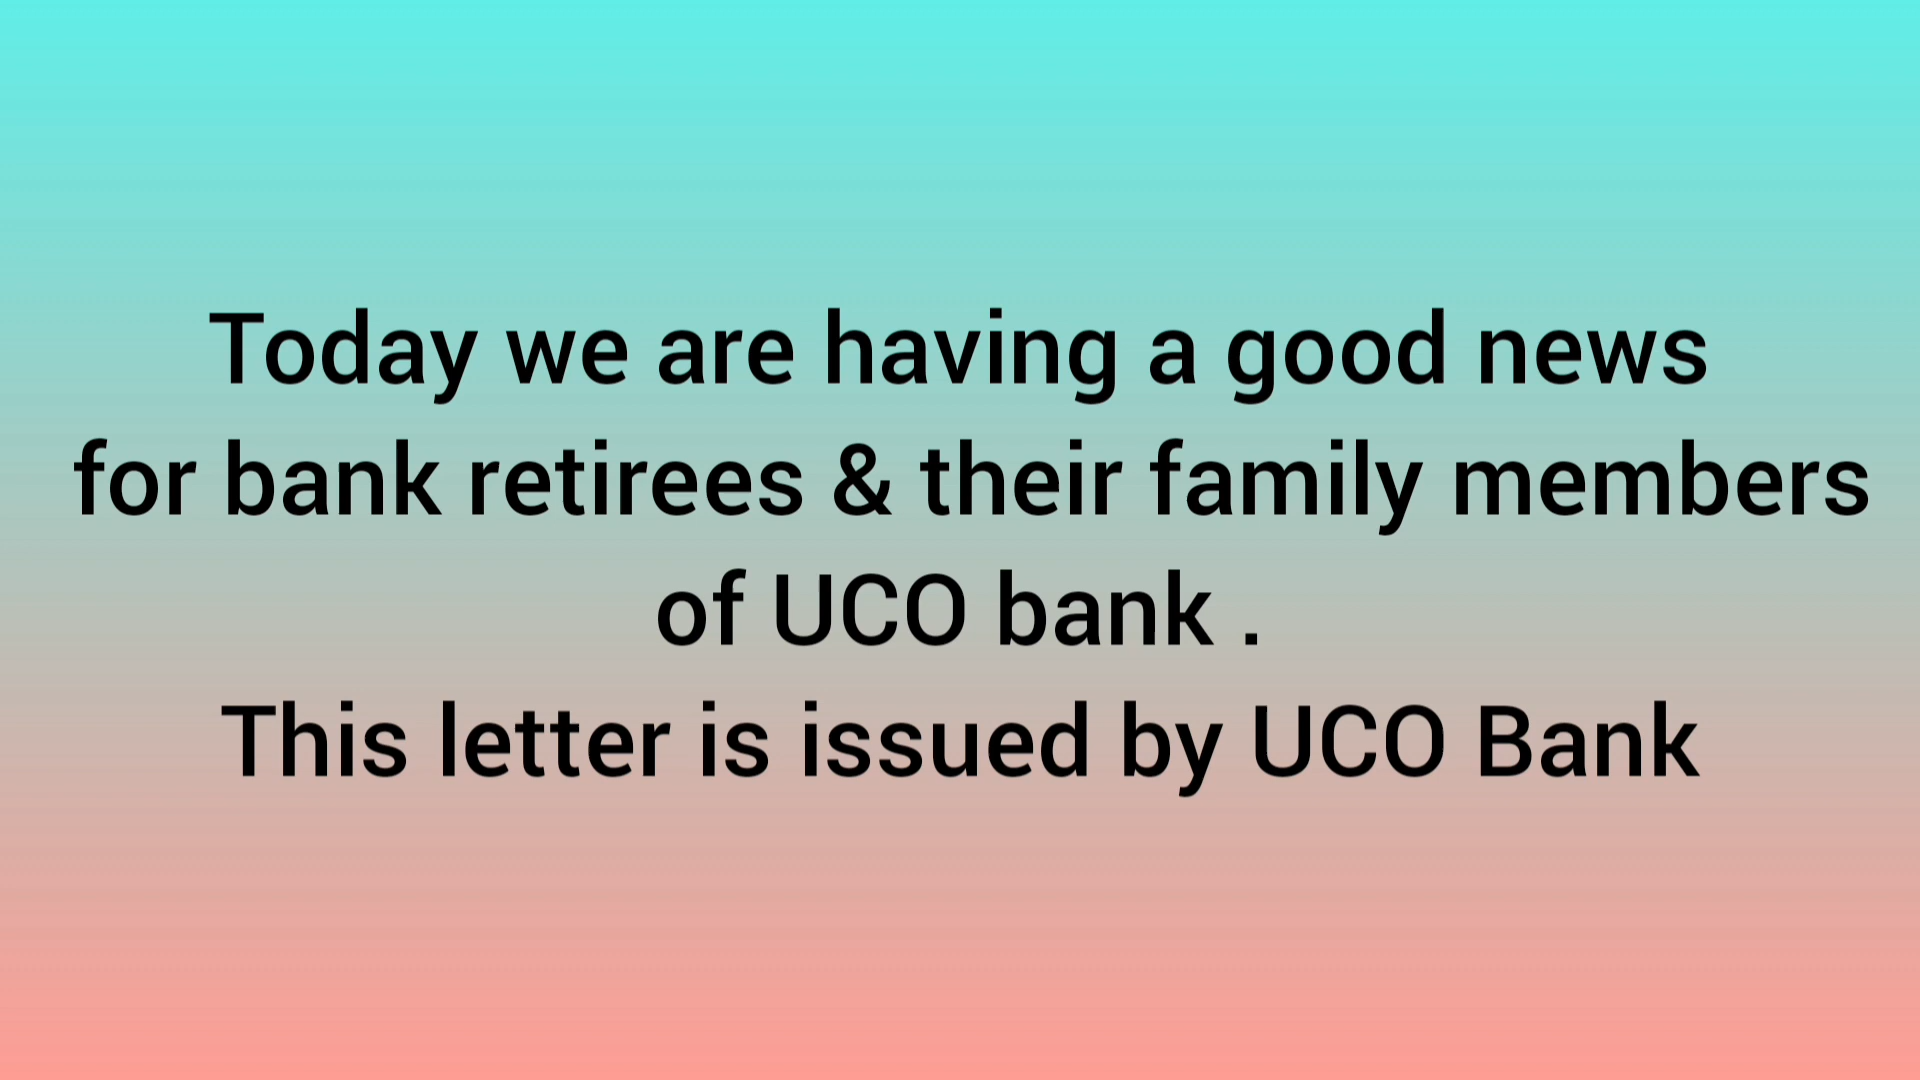 Today we are having a good news
for bank retirees & their family members
of UCO bank .
This letter is issued by UCO Bank